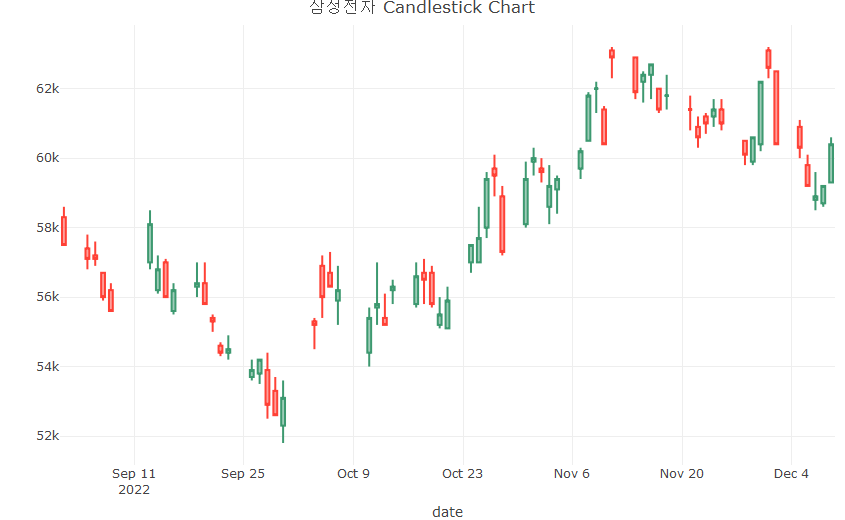 삼성전자 Candlestick Chart
62k
60k
58k
56k
54k
52k
Sep 11
2022
Sep 25
Oct 9
Oct 23
Nov 6
Nov 20
Dec 4
date